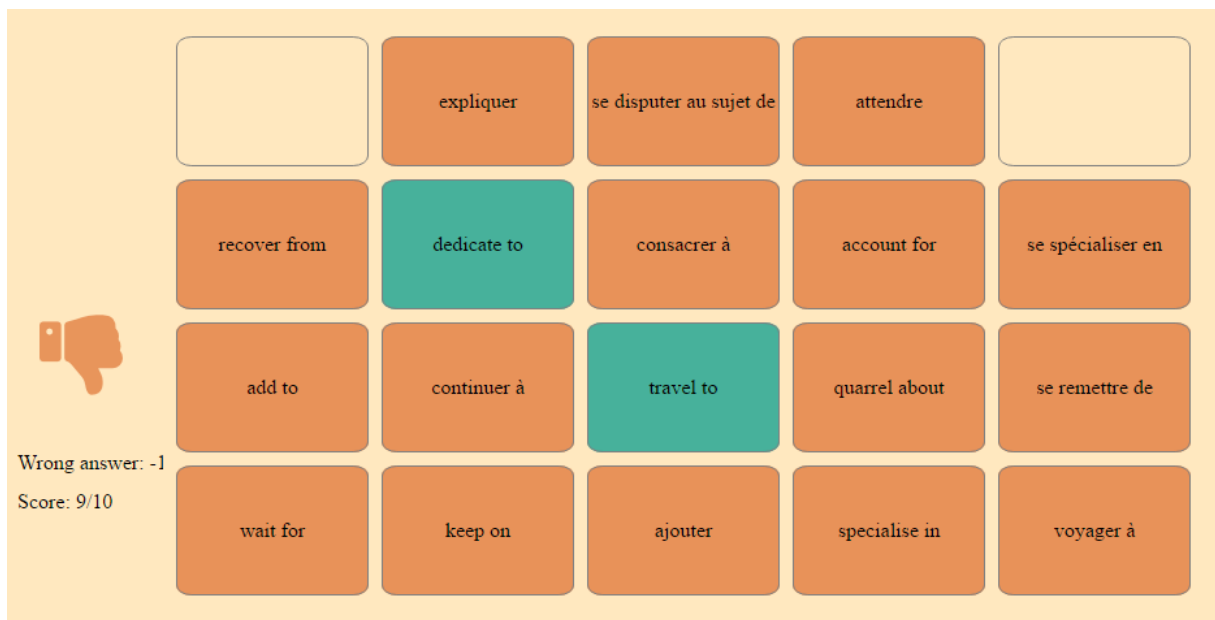 expliquer
se disputer au sujet de
attendre
recover from
dedicate to
consacrer à
account for
se spécialiser en
add to
continuer à
travel to
quarrel about
se remettre de
Wrong answer: -1
Score: 9/10
wait for
keep on
ajouter
specialise in
voyager à